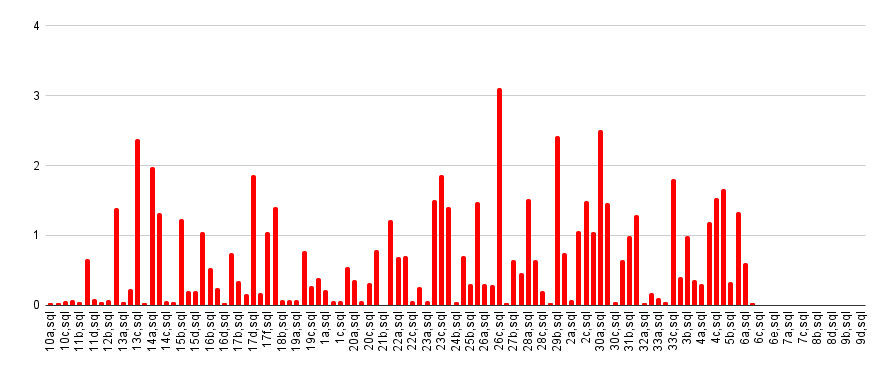 4
3
2
1
0
10a,sql
10c,sql
11b,sql
11d,sql
12b,sql
13a,sql
13c,sql
14a,sql
14c,sql
15b,sql
15d,sql
16b,sql
16d,sql
17b,sql
17d,sql
17f,sql
18b,sql
19a,sql
19c,sql
1a,sql
1c,sql
20a,sql
20c,sql
21b,sql
22a,sql
22c,sql
23a,sql
23c,sql
24b,sql
25b,sql
26a,sql
26c,sql
27b,sql
28a,sql
28c,sql
29b,sql
2a,sql
2c,sql
30a,sql
30c,sql
31b,sql
32a,sql
33a,sql
33c,sql
3b,sql
4a,sql
4c,sql
5b,sql
6a,sql
6c,sql
6e,sql
7a,sql
7c,sql
8b,sql
8d,sql
9b,sql
9d,sql